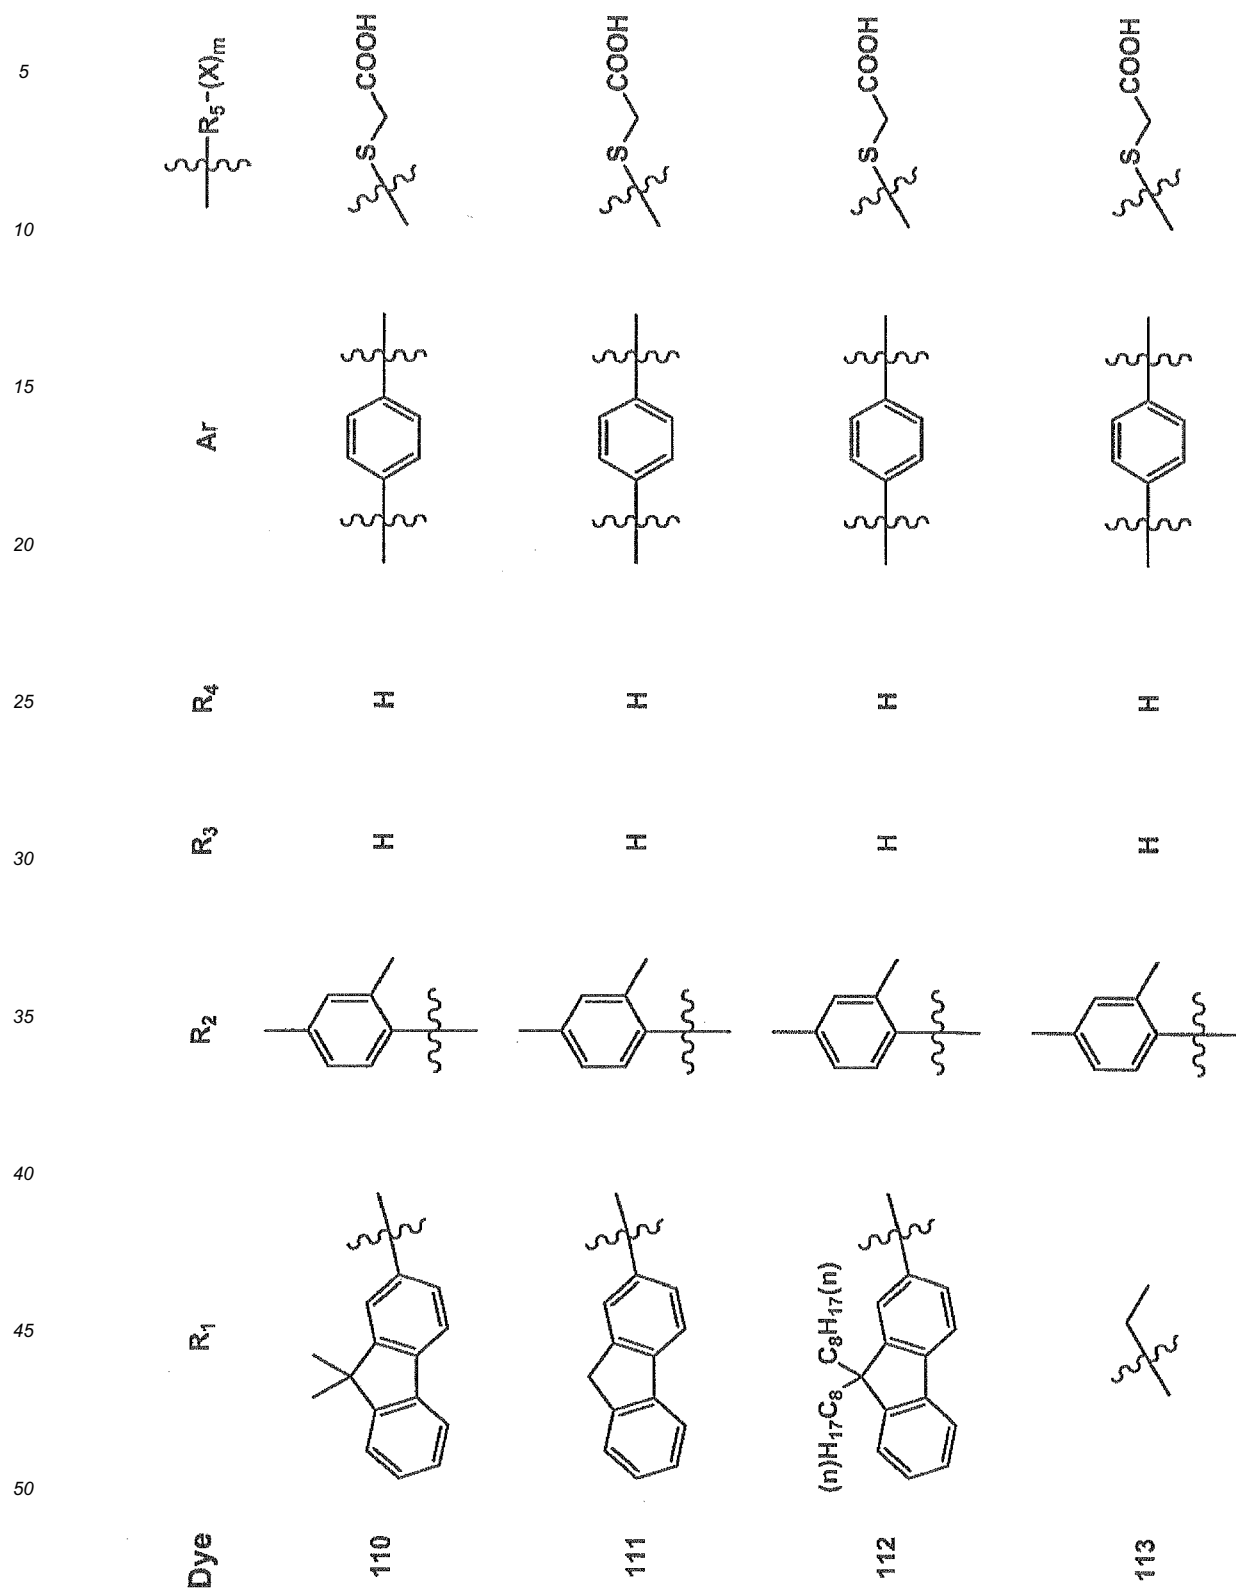 Dye R₁ R₂ R₃ R₄ Ar R₅-(X)ₘ
110 H H S COOH
111 H H S COOH
112 (n)H₁₇C₈ C₈H₁₇(n) H H S COOH
113 H H S COOH
5
10
15
20
25
30
35
40
45
50